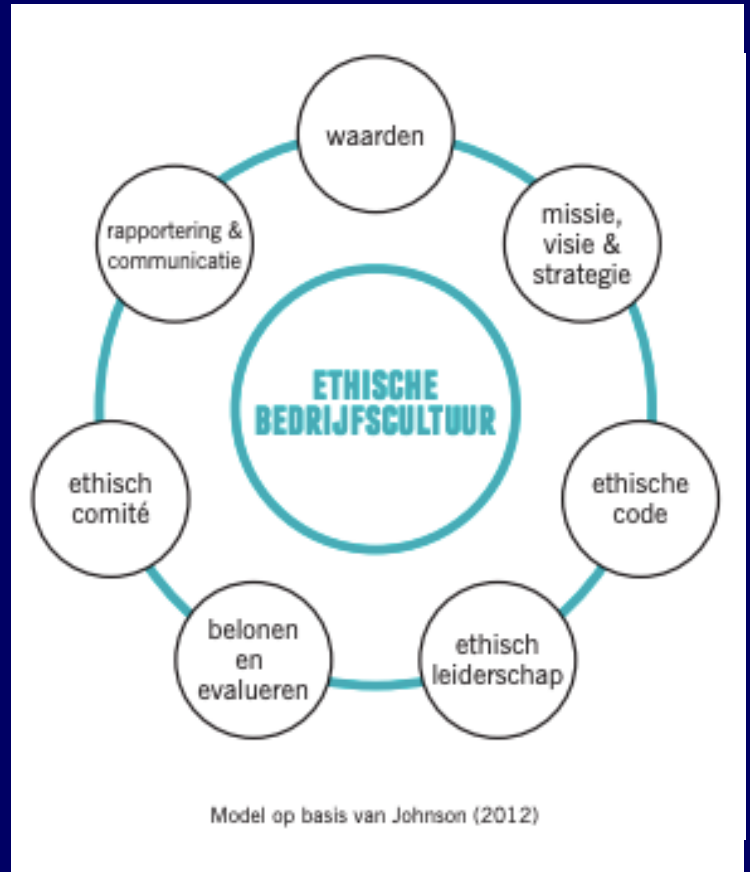 waarden
missie,
visie &
strategie
ethische
code
ethisch
leiderschap
belonen
en
evalueren
ethisch
comité
rapportering &
communicatie
ETHISCHE
BEDRIJFSCULTUUR
Model op basis van Johnson (2012)